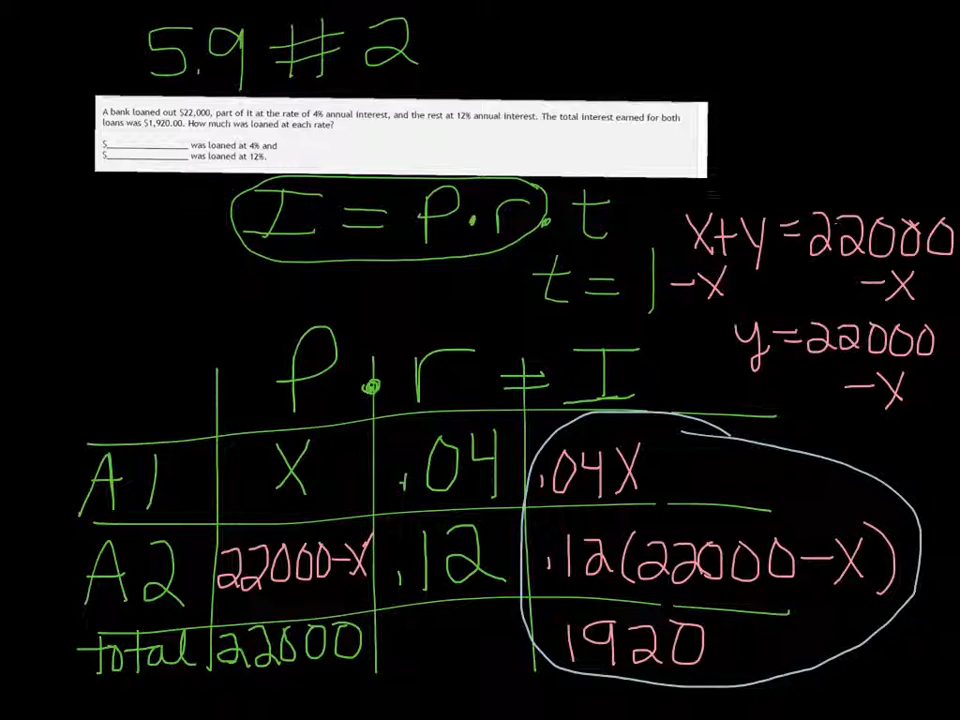 5.9 #2
A bank loaned out $22,000, part of it at the rate of 4% annual interest, and the rest at 12% annual interest. The total interest earned for both
loans was $1,920.00. How much was loaned at each rate?
$______________ was loaned at 4% and
$______________ was loaned at 12%.
I = P·r·t
t = 1
x+y=22000
-x -x
y=22000
-x
P · r = I
A1 x .04 .04x
A2 22000-x .12 .12(22000-x)
total 22000 1920